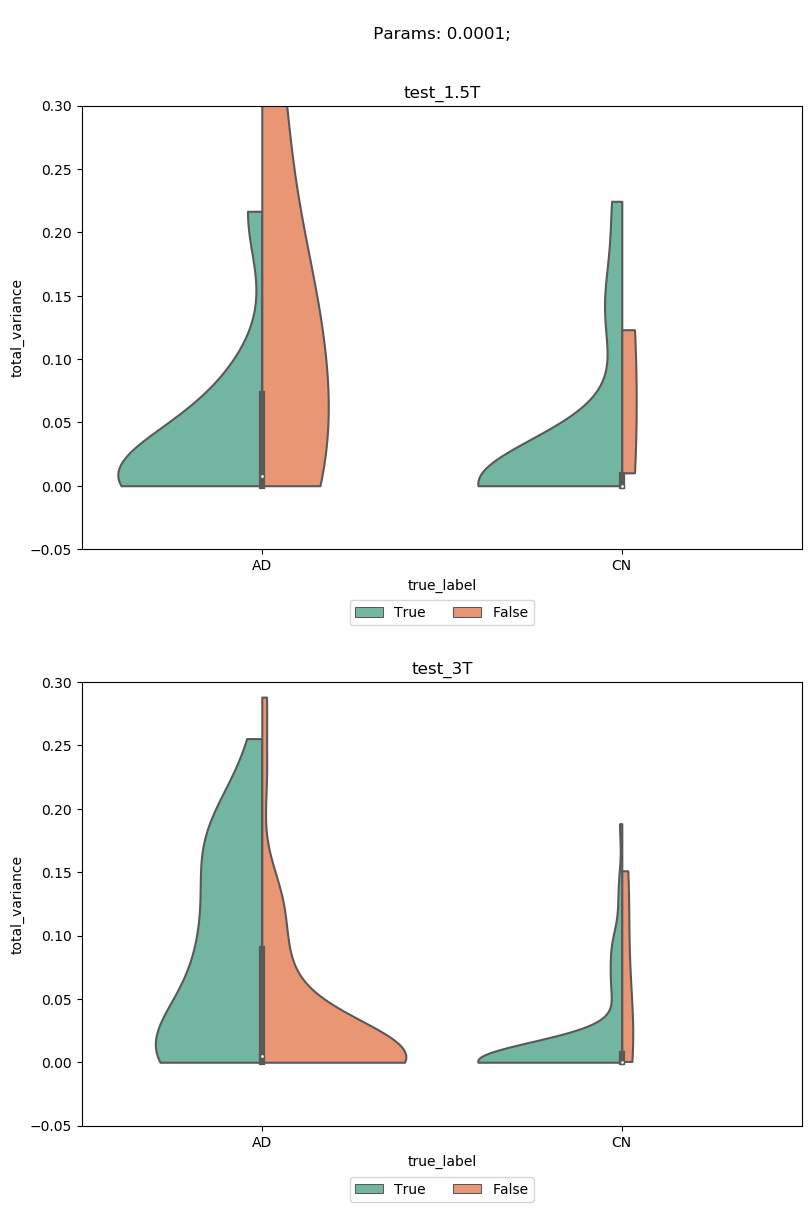 Params: 0.0001;
test_1.5T
0.30
0.25
0.20
0.15
0.10
0.05
0.00
−0.05
total_variance
AD CN
true_label
True False
test_3T
0.30
0.25
0.20
0.15
0.10
0.05
0.00
−0.05
total_variance
AD CN
true_label
True False